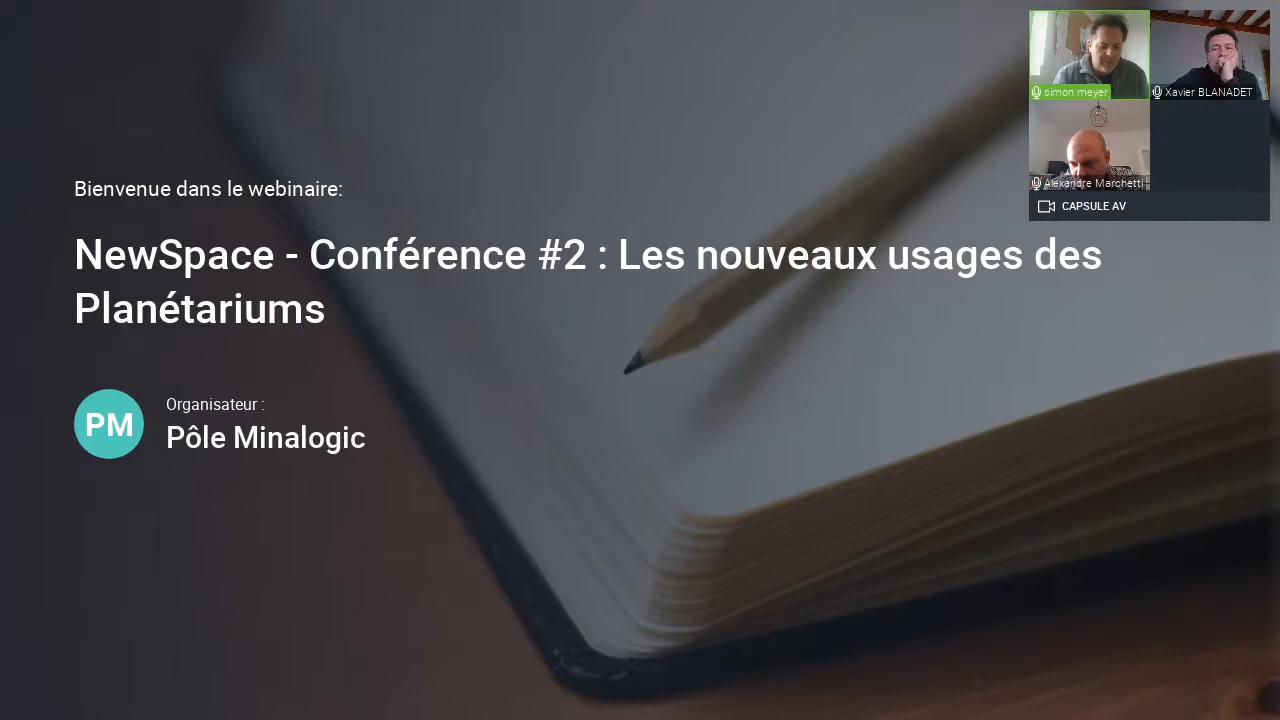 Bienvenue dans le webinaire:
NewSpace - Conférence #2 : Les nouveaux usages des
Planétariums
PM
Organisateur :
Pôle Minalogic
simon meyer
Xavier BLANADET
Alexandre Marchetti
CAPSULE AV